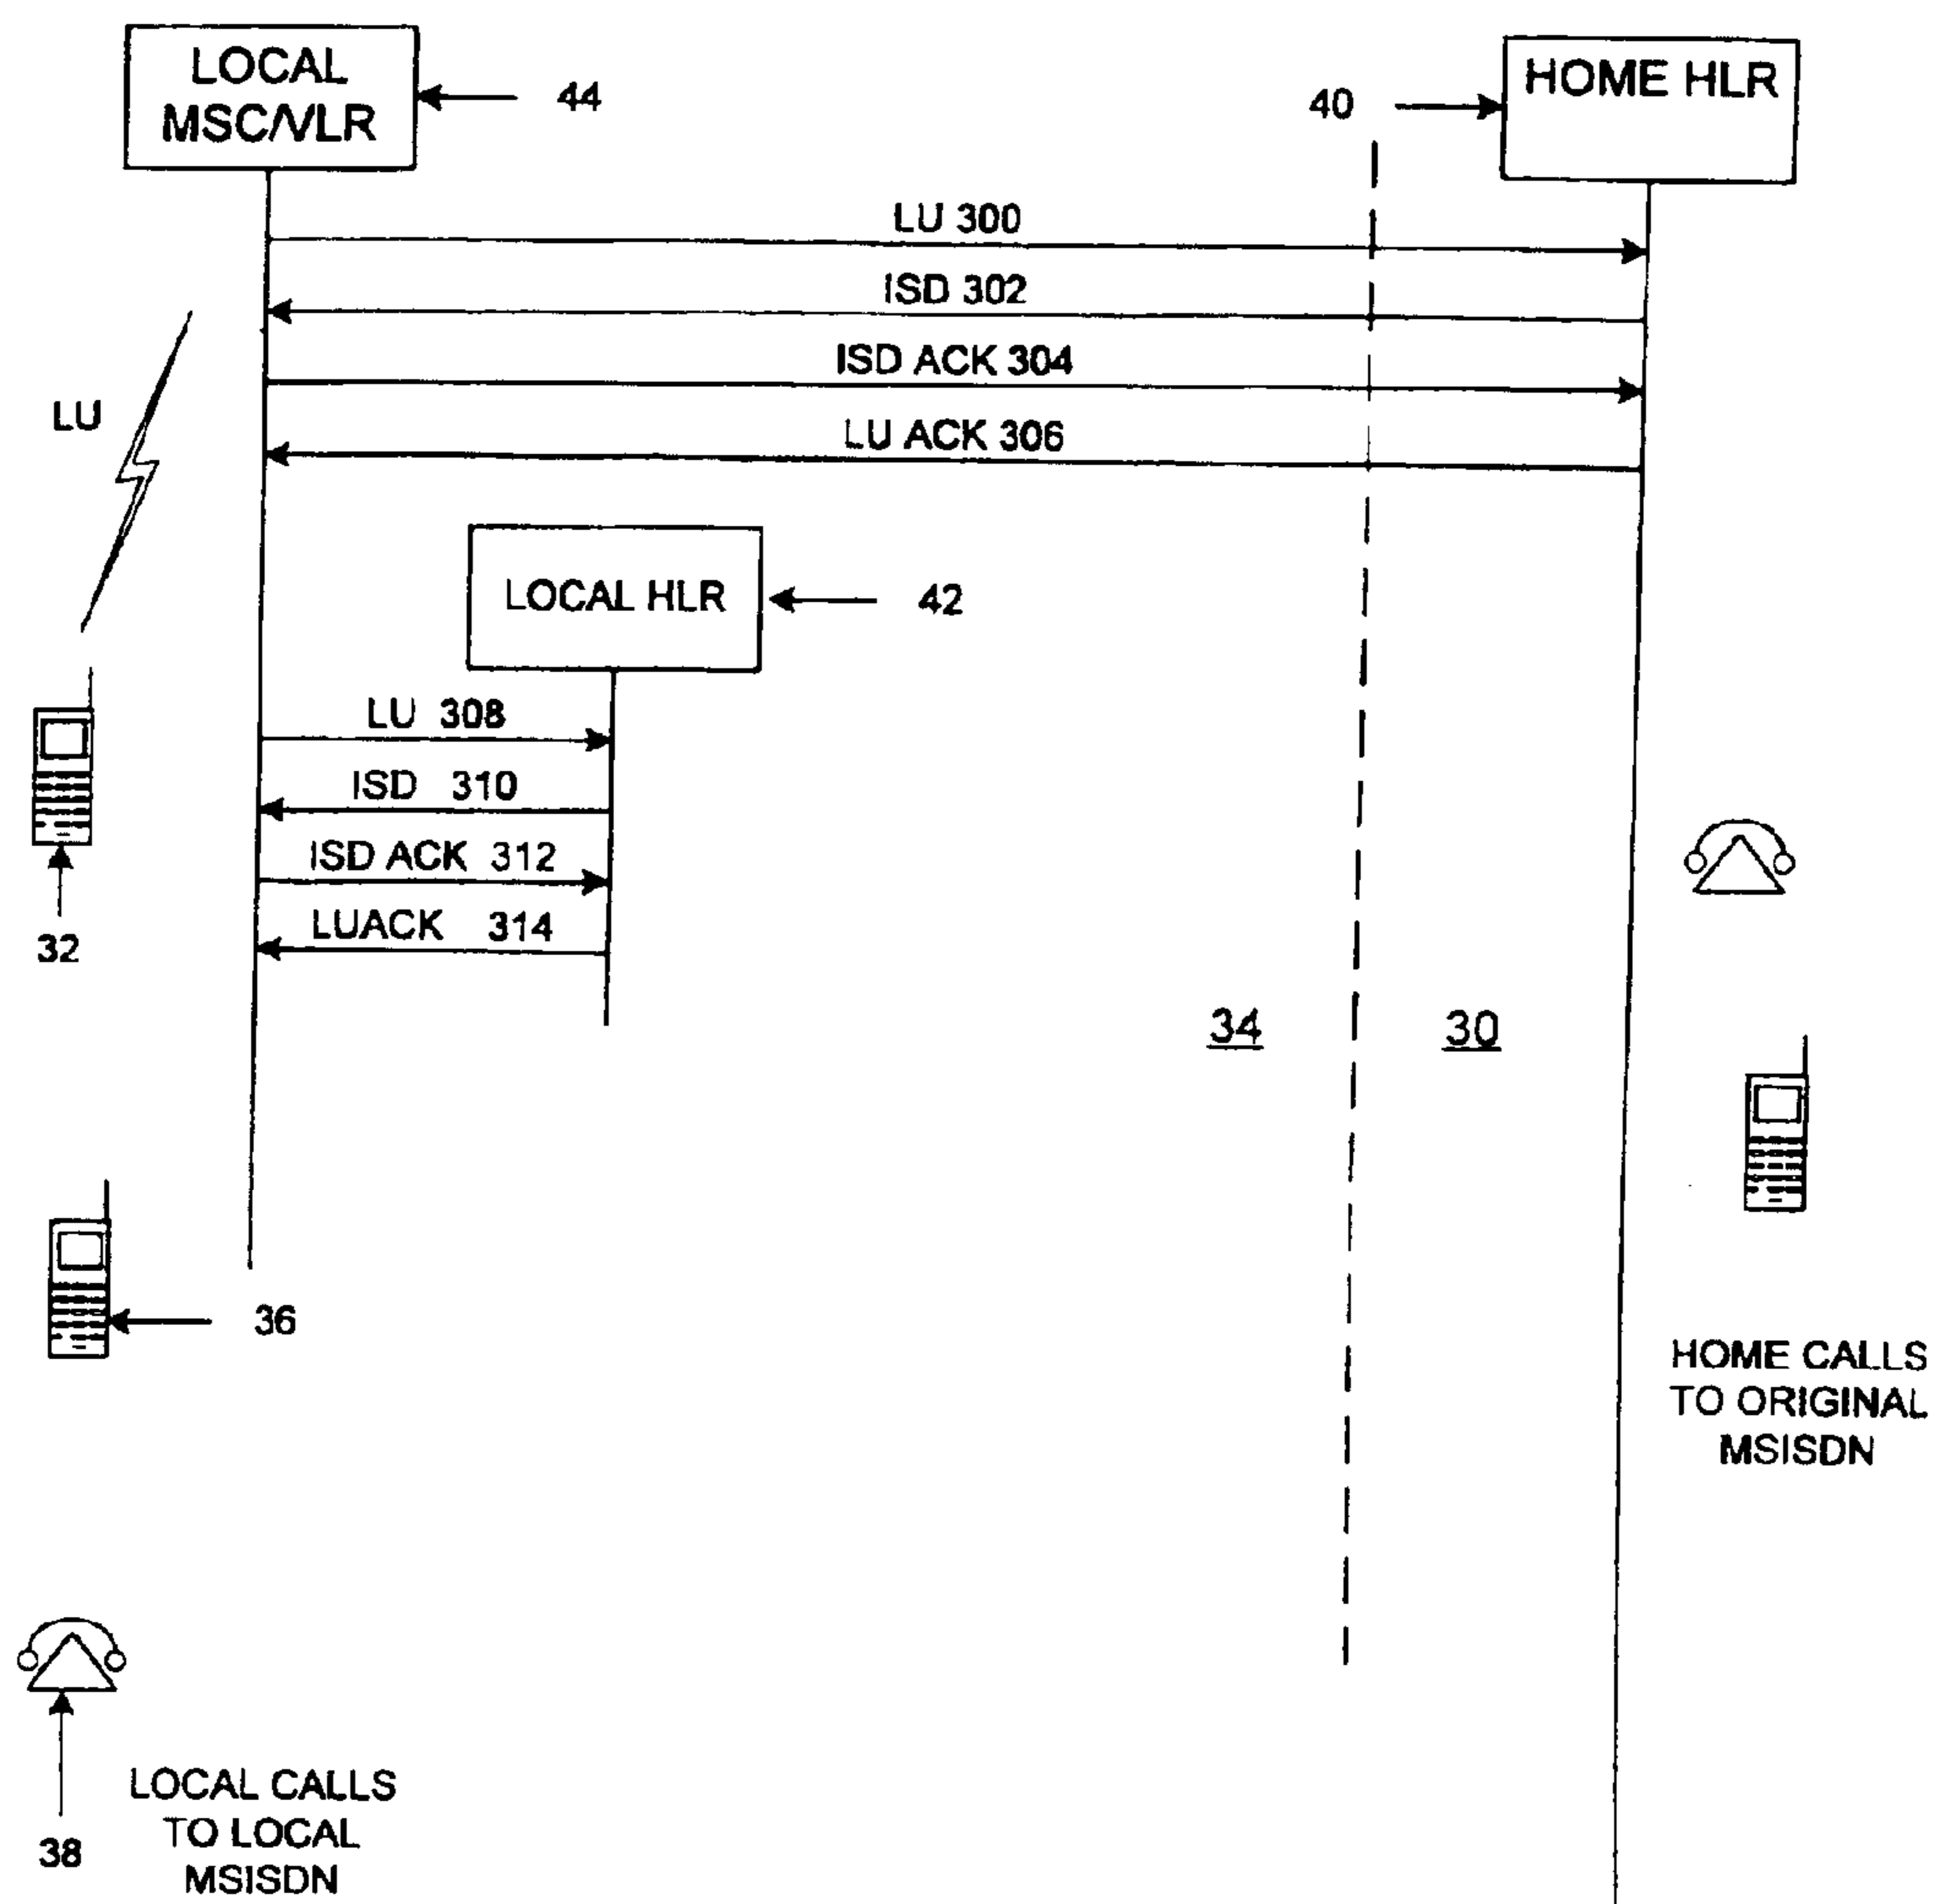 LOCAL
MSC/VLR
44
40
HOME HLR
LU 300
ISD 302
ISD ACK 304
LU
LU ACK 306
LOCAL HLR
42
LU 308
ISD 310
ISD ACK 312
LUACK 314
32
34
30
36
HOME CALLS
TO ORIGINAL
MSISDN
LOCAL CALLS
TO LOCAL
MSISDN
38